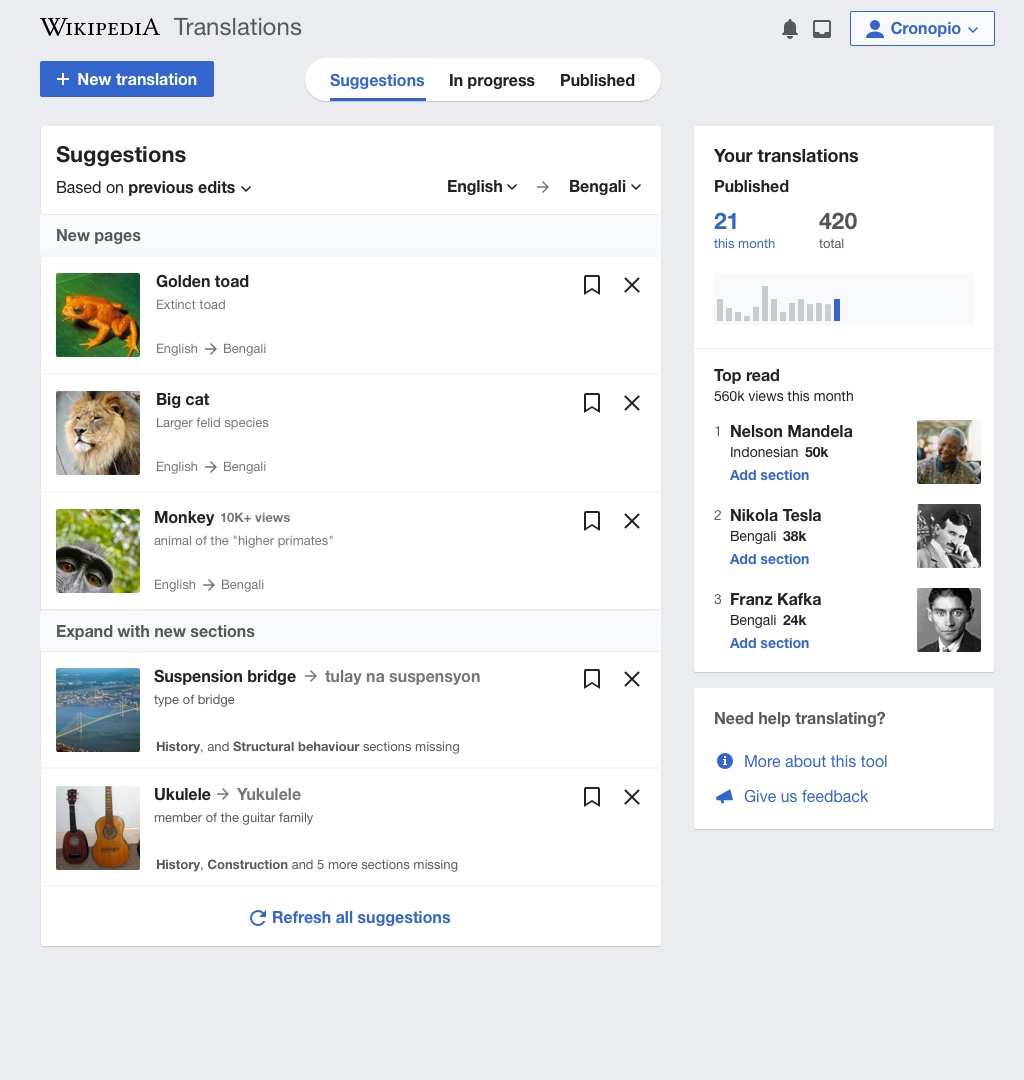 WIKIPEDIA Translations
Cronopio
+ New translation
Suggestions In progress Published
Suggestions
Based on previous edits
English → Bengali
New pages
Golden toad
Extinct toad
English → Bengali
Big cat
Larger felid species
English → Bengali
Monkey 10K+ views
animal of the "higher primates"
English → Bengali
Expand with new sections
Suspension bridge → tulay na suspensyon
type of bridge
History, and Structural behaviour sections missing
Ukulele → Yukulele
member of the guitar family
History, Construction and 5 more sections missing
Refresh all suggestions
Your translations
Published
21 420
this month total
Top read
560k views this month
1 Nelson Mandela
Indonesian 50k
Add section
2 Nikola Tesla
Bengali 38k
Add section
3 Franz Kafka
Bengali 24k
Add section
Need help translating?
More about this tool
Give us feedback